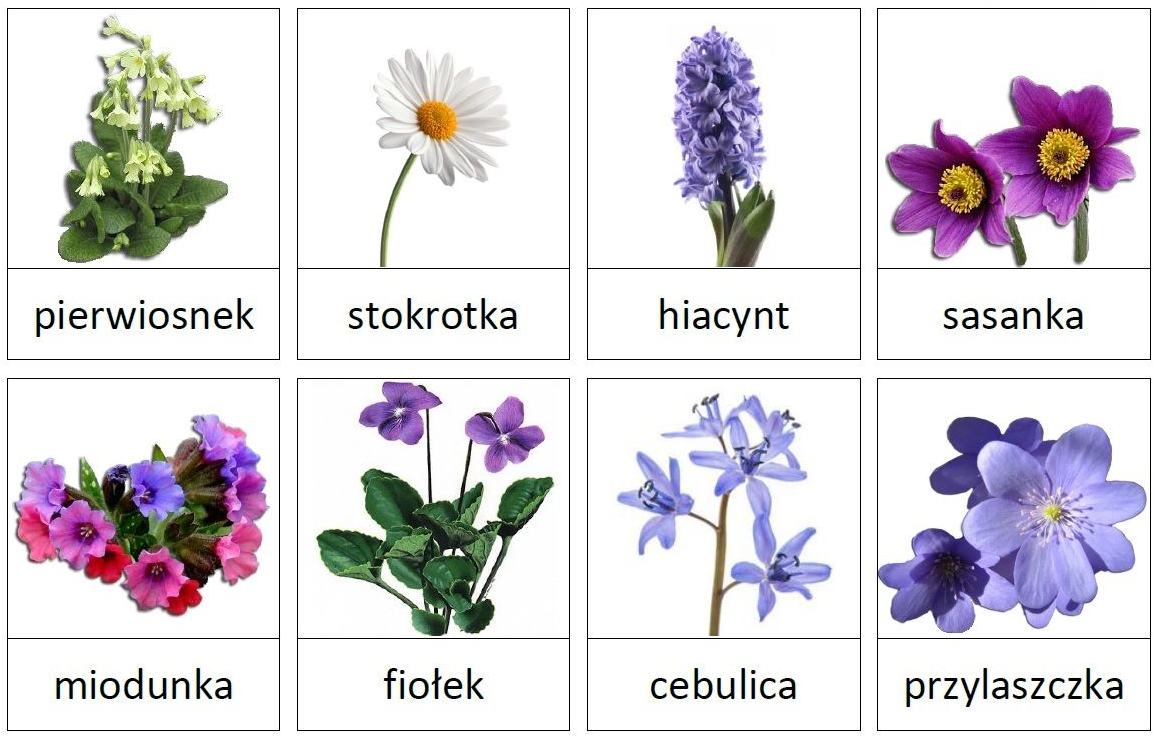 pierwiosnek
stokrotka
hiacynt
sasanka
miodunka
fiołek
cebulica
przylaszczka